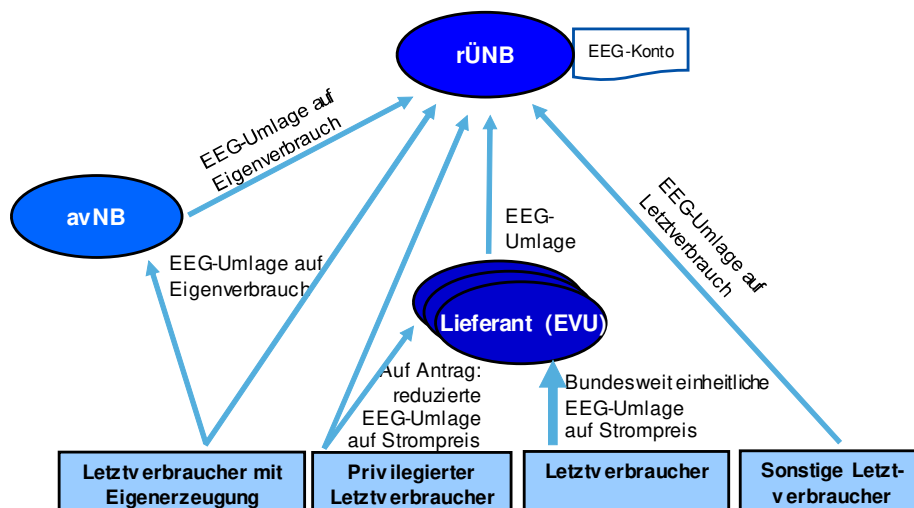 rÜNB
EEG-Konto
EEG-Umlage auf
Eigenverbrauch
avNB
EEG-Umlage auf
Eigenverbrauch
EEG-
Umlage
EEG-Umlage auf
Letztverbrauch
Lieferant (EVU)
Auf Antrag:
reduzierte
EEG-Umlage
auf Strompreis
Bundesweit einheitliche
EEG-Umlage
auf Strompreis
Letztverbraucher mit
Eigenerzeugung
Privilegierter
Letztverbraucher
Letztverbraucher
Sonstige Letzt-
verbraucher